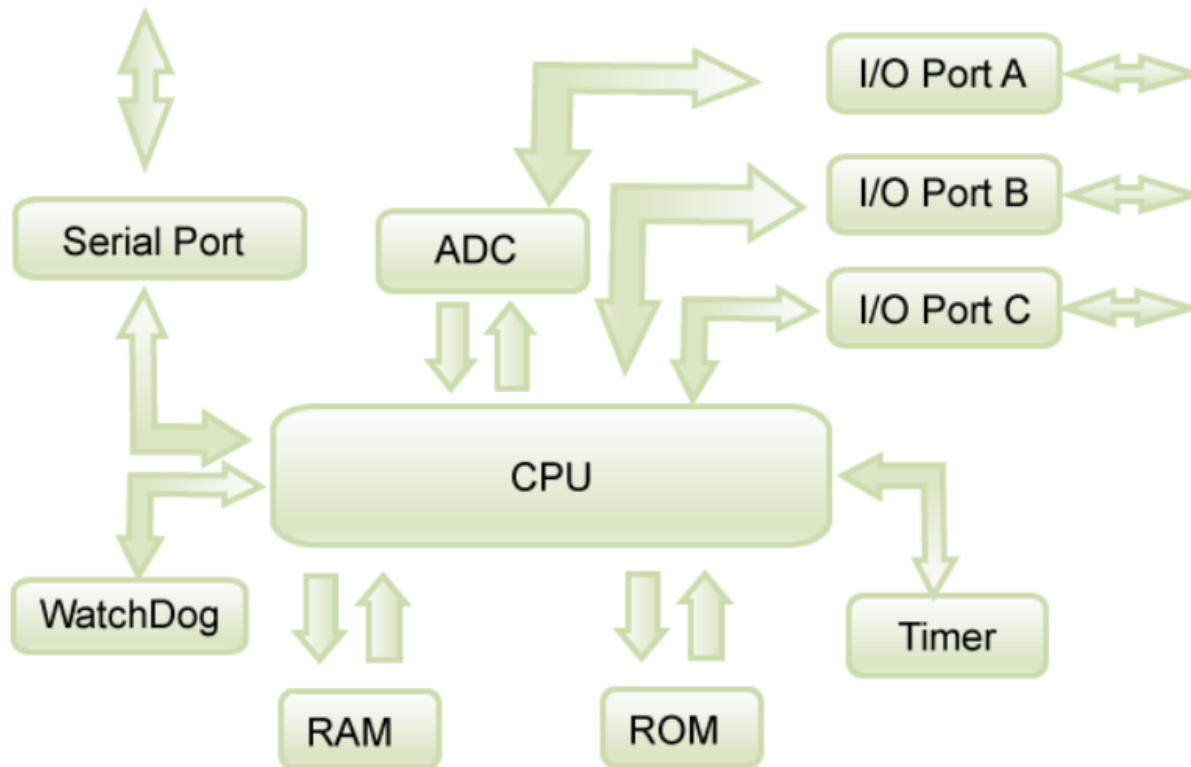 I/O Port A
I/O Port B
Serial Port
ADC
I/O Port C
CPU
WatchDog
Timer
RAM
ROM